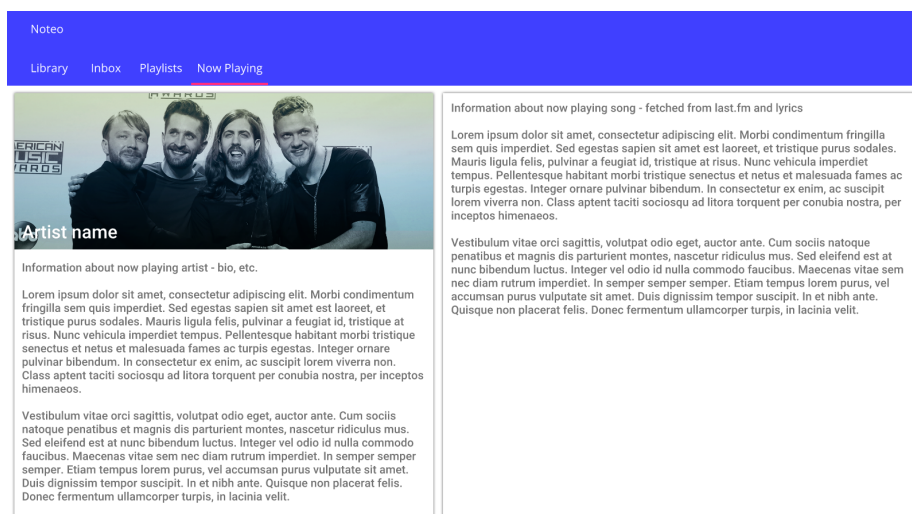 Noteo
Library
Inbox
Playlists
Now Playing
AWARDS
ERICAN
USIC
WARDS
Artist name
Information about now playing artist - bio, etc.
Lorem ipsum dolor sit amet, consectetur adipiscing elit. Morbi condimentum
fringilla sem quis imperdiet. Sed egestas sapien sit amet est laoreet, et
tristique purus sodales. Mauris ligula felis, pulvinar a feugiat id, tristique at
risus. Nunc vehicula imperdiet tempus. Pellentesque habitant morbi tristique
senectus et netus et malesuada fames ac turpis egestas. Integer ornare
pulvinar bibendum. In consectetur ex enim, ac suscipit lorem viverra non.
Class aptent taciti sociosqu ad litora torquent per conubia nostra, per inceptos
himenaeos.
Vestibulum vitae orci sagittis, volutpat odio eget, auctor ante. Cum sociis
natoque penatibus et magnis dis parturient montes, nascetur ridiculus mus.
Sed eleifend est at nunc bibendum luctus. Integer vel odio id nulla commodo
faucibus. Maecenas vitae sem nec diam rutrum imperdiet. In semper semper
semper. Etiam tempus lorem purus, vel accumsan purus vulputate sit amet.
Duis dignissim tempor suscipit. In et nibh ante. Quisque non placerat felis.
Donec fermentum ullamcorper turpis, in lacinia velit.
Information about now playing song - fetched from last.fm and lyrics
Lorem ipsum dolor sit amet, consectetur adipiscing elit. Morbi condimentum fringilla
sem quis imperdiet. Sed egestas sapien sit amet est laoreet, et tristique purus sodales.
Mauris ligula felis, pulvinar a feugiat id, tristique at risus. Nunc vehicula imperdiet
tempus. Pellentesque habitant morbi tristique senectus et netus et malesuada fames ac
turpis egestas. Integer ornare pulvinar bibendum. In consectetur ex enim, ac suscipit
lorem viverra non. Class aptent taciti sociosqu ad litora torquent per conubia nostra, per
inceptos himenaeos.
Vestibulum vitae orci sagittis, volutpat odio eget, auctor ante. Cum sociis natoque
penatibus et magnis dis parturient montes, nascetur ridiculus mus. Sed eleifend est at
nunc bibendum luctus. Integer vel odio id nulla commodo faucibus. Maecenas vitae sem
nec diam rutrum imperdiet. In semper semper semper. Etiam tempus lorem purus, vel
accumsan purus vulputate sit amet. Duis dignissim tempor suscipit. In et nibh ante.
Quisque non placerat felis. Donec fermentum ullamcorper turpis, in lacinia velit.